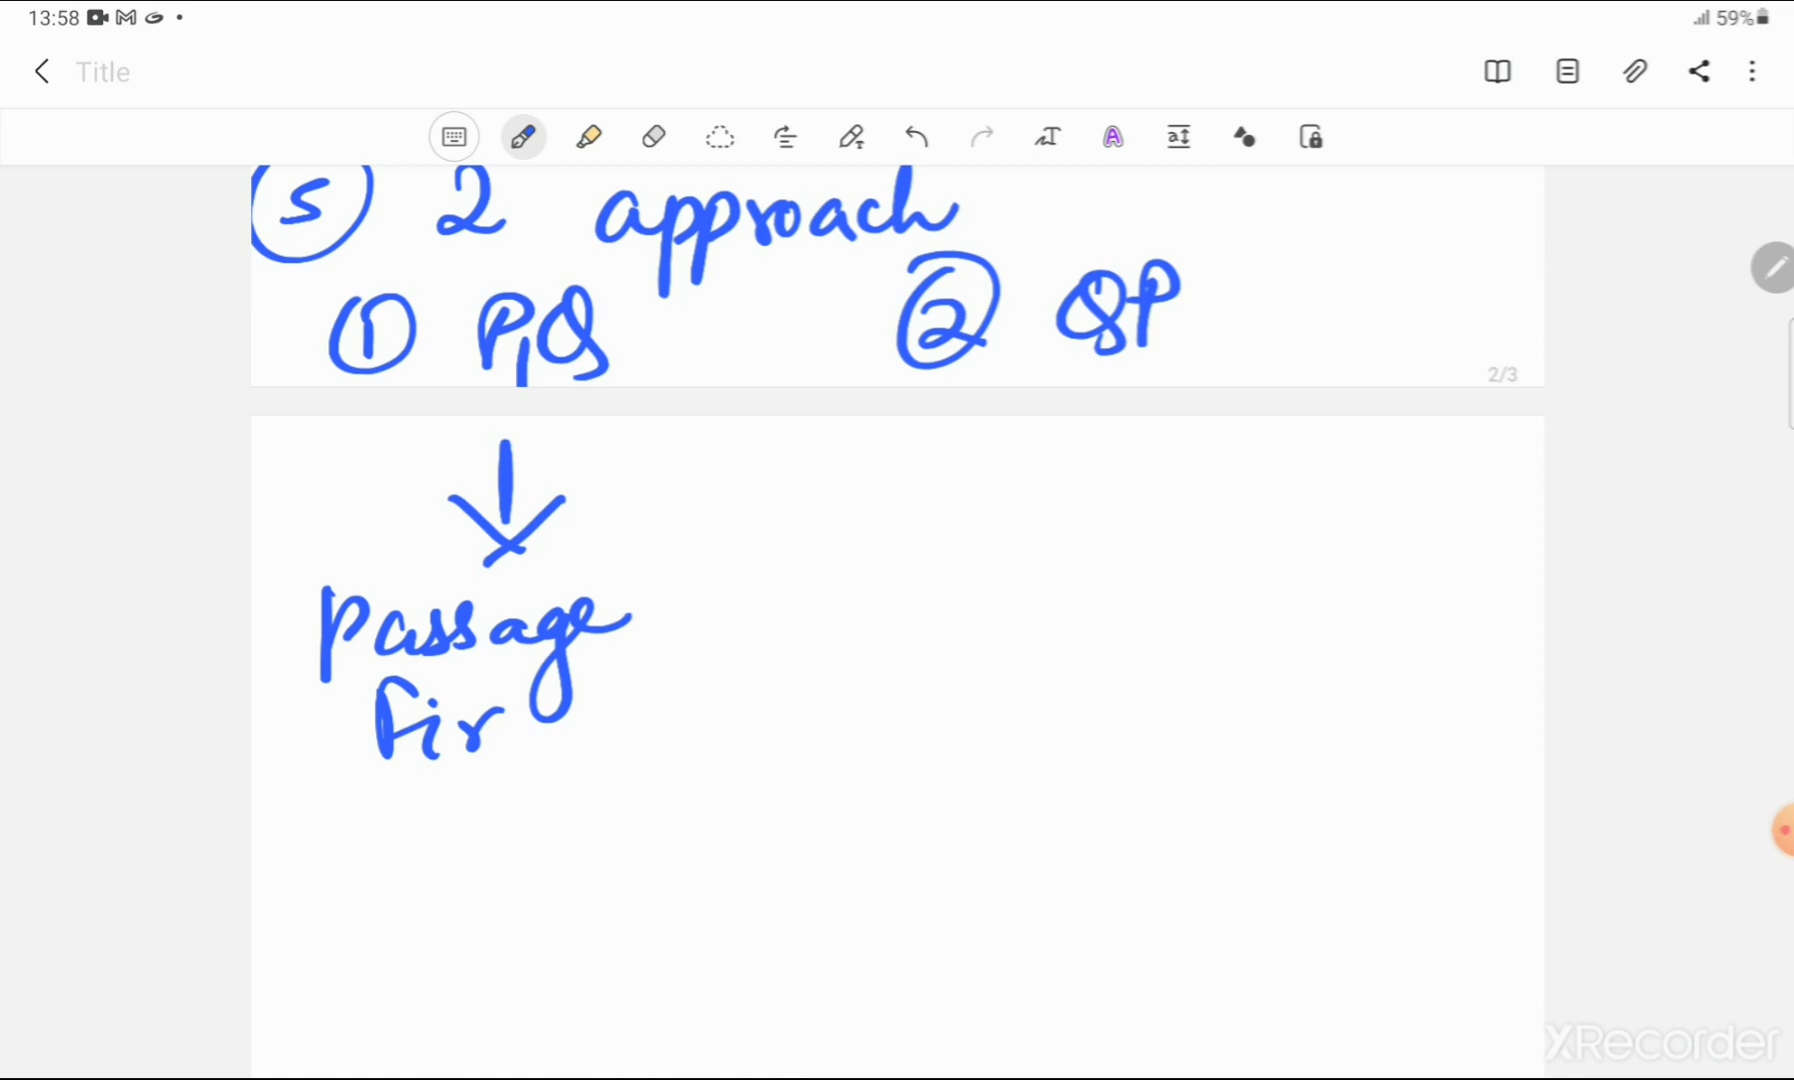 13:58 59%
Title
5 2 approach
1 P,Q 2 QP
2/3
Passage
fir
XRecorder